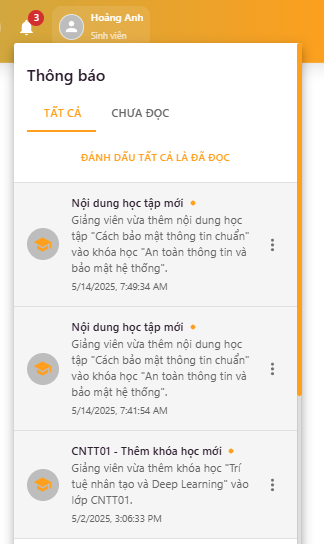 3
Hoàng Anh
Sinh viên
Thông báo
TẤT CẢ
CHƯA ĐỌC
ĐÁNH DẤU TẤT CẢ LÀ ĐÃ ĐỌC
Nội dung học tập mới
Giảng viên vừa thêm nội dung học
tập "Cách bảo mật thông tin chuẩn"
vào khóa học "An toàn thông tin và
bảo mật hệ thống".
5/14/2025, 7:49:34 AM
Nội dung học tập mới
Giảng viên vừa thêm nội dung học
tập "Cách bảo mật thông tin chuẩn"
vào khóa học "An toàn thông tin và
bảo mật hệ thống".
5/14/2025, 7:41:54 AM
CNTT01 - Thêm khóa học mới
Giảng viên vừa thêm khóa học "Trí
tuệ nhân tạo và Deep Learning" vào
lớp CNTT01.
5/2/2025, 3:06:33 PM